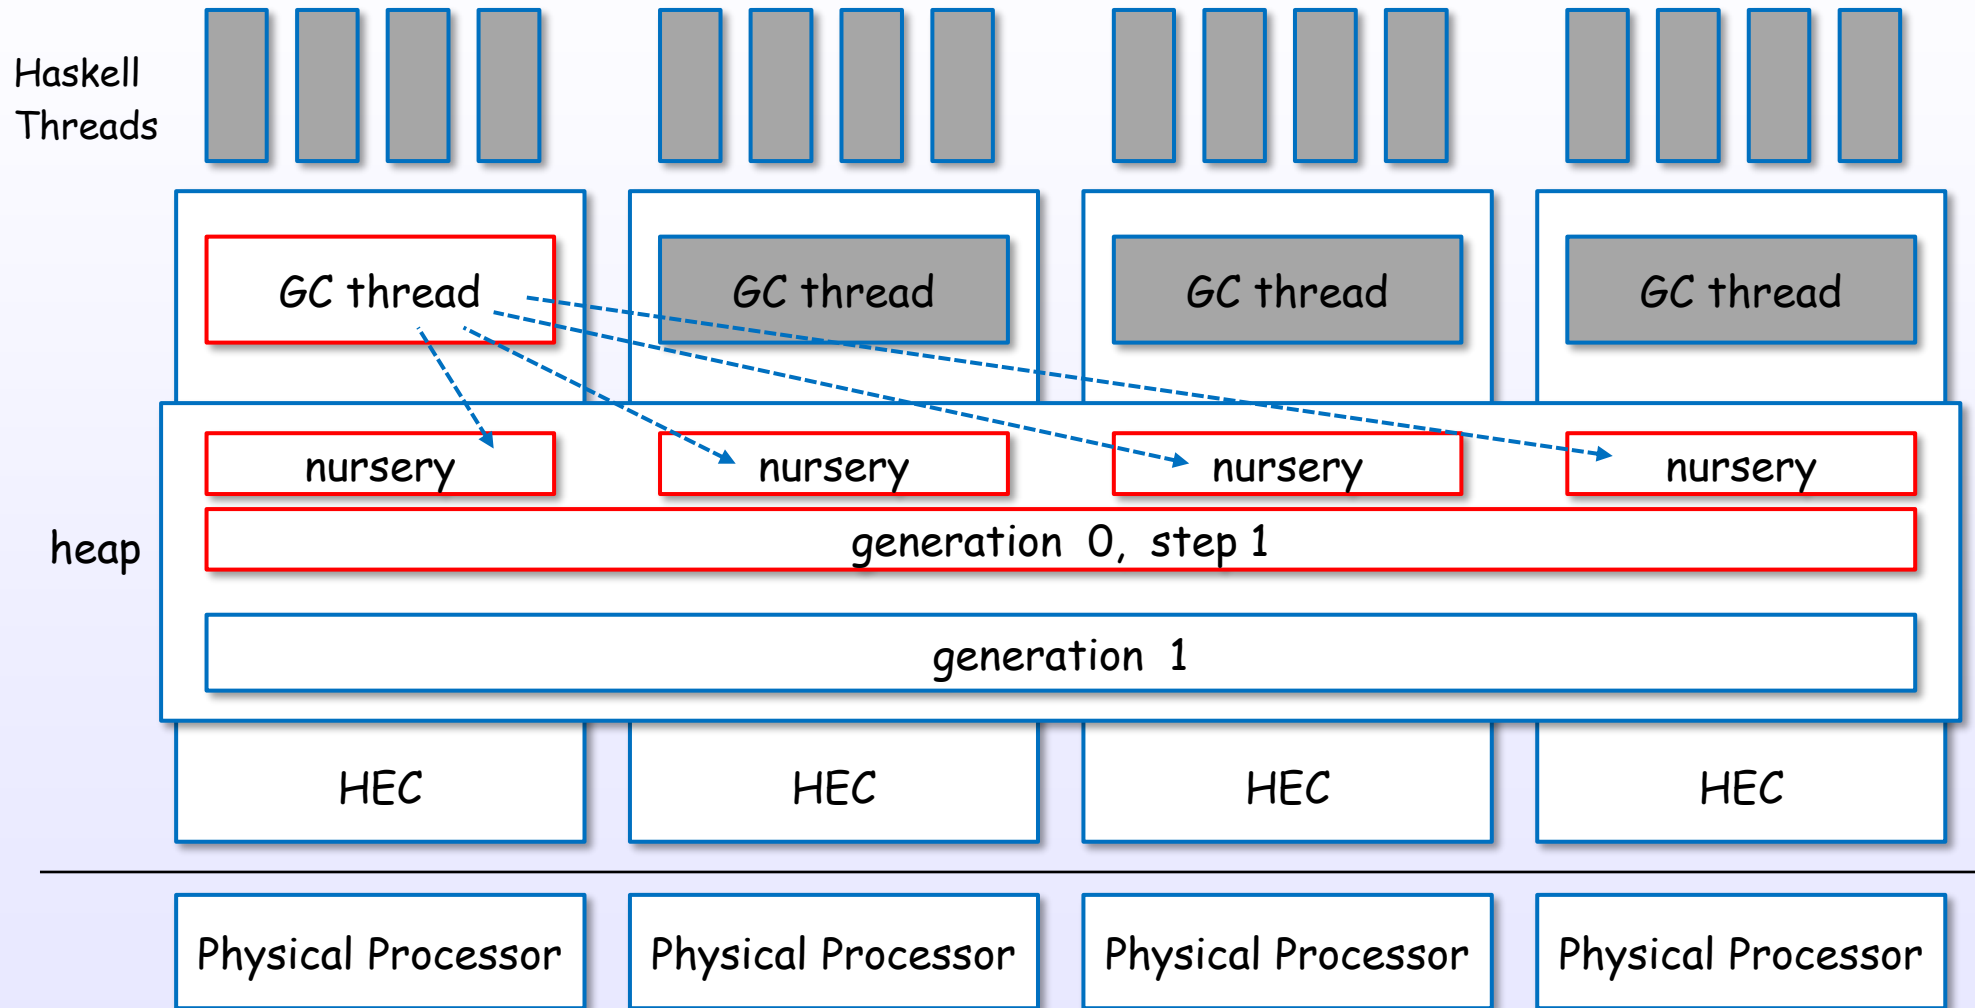 Haskell
Threads
GC thread GC thread GC thread GC thread
nursery nursery nursery nursery
generation 0, step 1
heap
generation 1
HEC HEC HEC HEC
Physical Processor Physical Processor Physical Processor Physical Processor